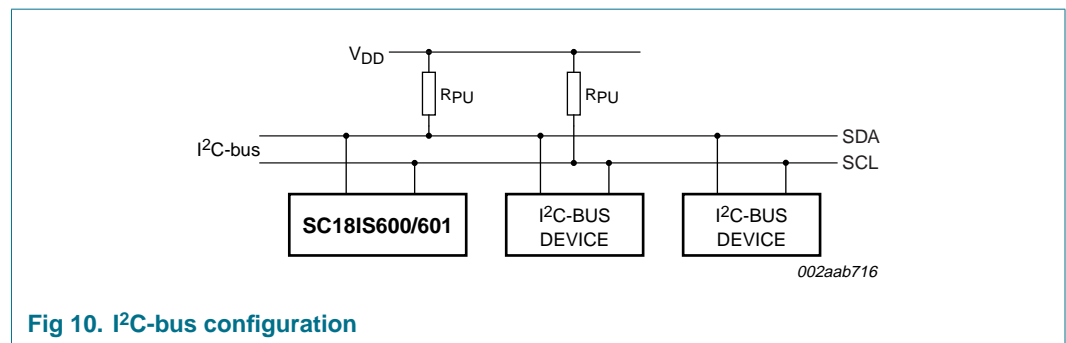 VDD
RPU RPU
SDA
I2C-bus
SCL
SC18IS600/601 I2C-BUS DEVICE I2C-BUS DEVICE
002aab716
Fig 10. I2C-bus configuration